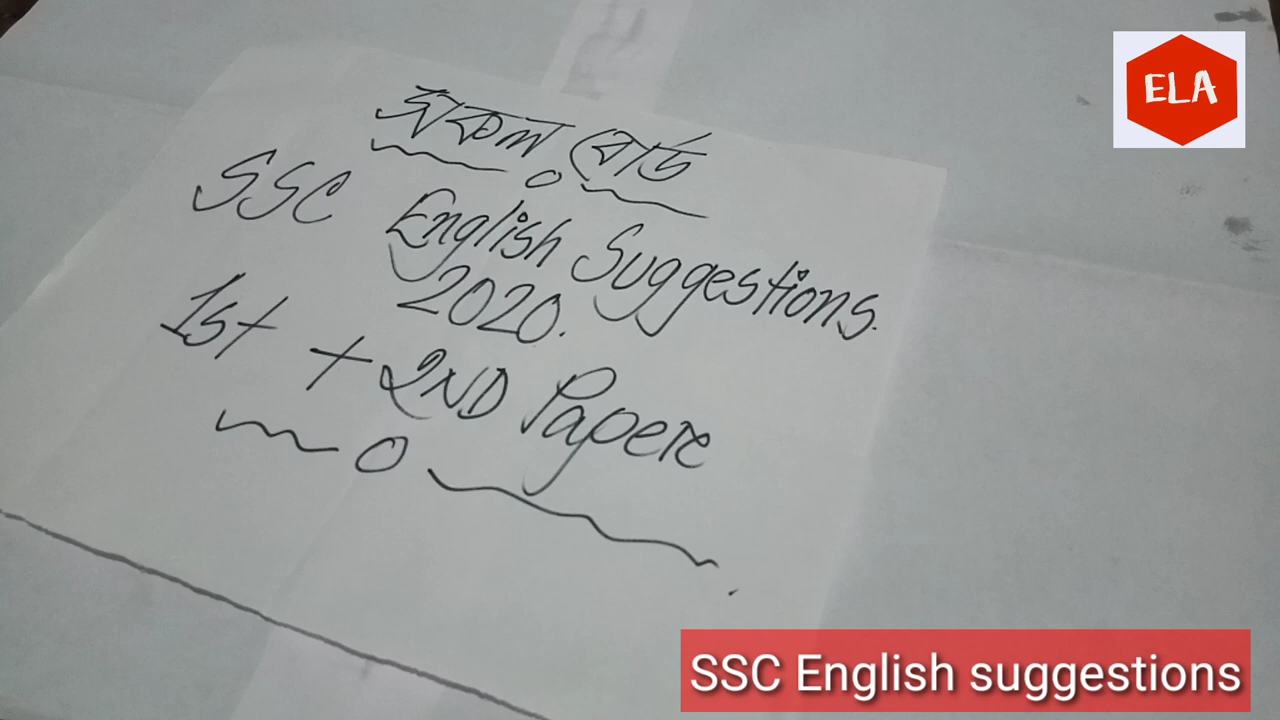 সকল বোর্ড
SSC English Suggestions.
2020.
1st + 2ND Paper
ELA
SSC English suggestions